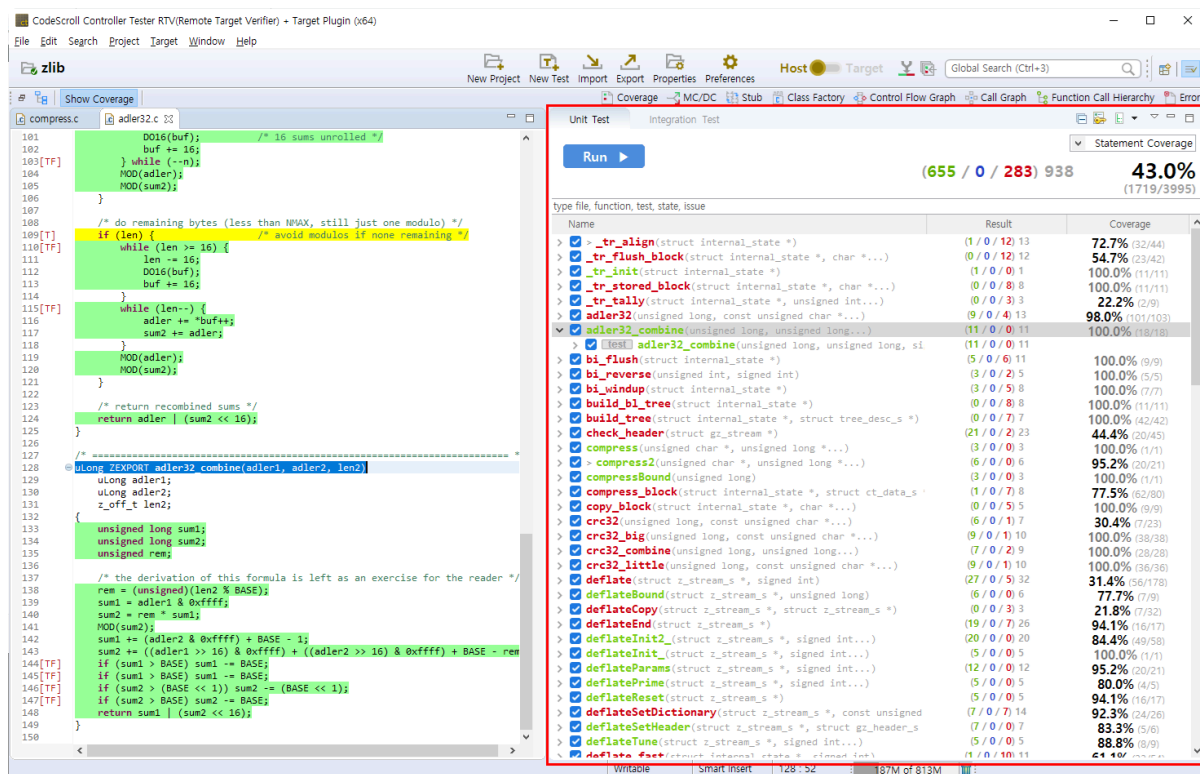 CodeScroll Controller Tester RTV(Remote Target Verifier) + Target Plugin (x64)
File Edit Search Project Target Window Help
zlib
New Project New Test Import Export Properties Preferences
Host Target
Global Search (Ctrl+3)
Show Coverage
Coverage MC/DC Stub Class Factory Control Flow Graph Call Graph Function Call Hierarchy Error
compress.c adler32.c
101 DO16(buf); /* 16 sums unrolled */
102 buf += 16;
103[TF] } while (--n);
104 MOD(adler);
105 MOD(sum2);
106 }
107
108 /* do remaining bytes (less than NMAX, still just one modulo) */
109[T] if (len) { /* avoid modulos if none remaining */
110[TF] while (len >= 16) {
111 len -= 16;
112 DO16(buf);
113 buf += 16;
114 }
115[TF] while (len--) {
116 adler += *buf++;
117 sum2 += adler;
118 }
119 MOD(adler);
120 MOD(sum2);
121 }
122
123 /* return recombined sums */
124 return adler | (sum2 << 16);
125 }
126
127 /* ========================================================================= *
128 uLong ZEXPORT adler32_combine(adler1, adler2, len2)
129 uLong adler1;
130 uLong adler2;
131 z_off_t len2;
132 {
133 unsigned long sum1;
134 unsigned long sum2;
135 unsigned rem;
136
137 /* the derivation of this formula is left as an exercise for the reader */
138 rem = (unsigned)(len2 % BASE);
139 sum1 = adler1 & 0xffff;
140 sum2 = rem * sum1;
141 MOD(sum2);
142 sum1 += (adler2 & 0xffff) + BASE - 1;
143 sum2 += ((adler1 >> 16) & 0xffff) + ((adler2 >> 16) & 0xffff) + BASE - rem
144[TF] if (sum1 > BASE) sum1 -= BASE;
145[TF] if (sum1 > BASE) sum1 -= BASE;
146[TF] if (sum2 > (BASE << 1)) sum2 -= (BASE << 1);
147[TF] if (sum2 > BASE) sum2 -= BASE;
148 return sum1 | (sum2 << 16);
149 }
150
Unit Test Integration Test
Run
Statement Coverage
(655 / 0 / 283) 938
43.0%
(1719/3995)
type file, function, test, state, issue
Name Result Coverage
> _tr_align(struct internal_state *) (1 / 0 / 12) 13 72.7% (32/44)
_tr_flush_block(struct internal_state *, char *...) (0 / 0 / 12) 12 54.7% (23/42)
_tr_init(struct internal_state *) (1 / 0 / 0) 1 100.0% (11/11)
_tr_stored_block(struct internal_state *, char *...) (0 / 0 / 8) 8 100.0% (11/11)
_tr_tally(struct internal_state *, unsigned int...) (0 / 0 / 3) 3 22.2% (2/9)
adler32(unsigned long, const unsigned char *...) (9 / 0 / 4) 13 98.0% (101/103)
adler32_combine(unsigned long, unsigned long...) (11 / 0 / 0) 11 100.0% (18/18)
test adler32_combine(unsigned long, unsigned long, si (11 / 0 / 0) 11
bi_flush(struct internal_state *) (5 / 0 / 6) 11 100.0% (9/9)
bi_reverse(unsigned int, signed int) (3 / 0 / 2) 5 100.0% (5/5)
bi_windup(struct internal_state *) (3 / 0 / 5) 8 100.0% (7/7)
build_bl_tree(struct internal_state *) (0 / 0 / 8) 8 100.0% (11/11)
build_tree(struct internal_state *, struct tree_desc_s *) (0 / 0 / 7) 7 100.0% (42/42)
check_header(struct gz_stream *) (21 / 0 / 2) 23 44.4% (20/45)
compress(unsigned char *, unsigned long *...) (3 / 0 / 0) 3 100.0% (1/1)
> compress2(unsigned char *, unsigned long *...) (6 / 0 / 0) 6 95.2% (20/21)
compressBound(unsigned long) (3 / 0 / 0) 3 100.0% (1/1)
compress_block(struct internal_state *, struct ct_data_s (1 / 0 / 7) 8 77.5% (62/80)
copy_block(struct internal_state *, char *...) (0 / 0 / 5) 5 100.0% (9/9)
crc32(unsigned long, const unsigned char *...) (6 / 0 / 1) 7 30.4% (7/23)
crc32_big(unsigned long, const unsigned char *...) (9 / 0 / 1) 10 100.0% (38/38)
crc32_combine(unsigned long, unsigned long...) (7 / 0 / 2) 9 100.0% (28/28)
crc32_little(unsigned long, const unsigned char *...) (9 / 0 / 1) 10 100.0% (36/36)
deflate(struct z_stream_s *, signed int) (27 / 0 / 5) 32 31.4% (56/178)
deflateBound(struct z_stream_s *, unsigned long) (6 / 0 / 0) 6 77.7% (7/9)
deflateCopy(struct z_stream_s *, struct z_stream_s *) (0 / 0 / 3) 3 21.8% (7/32)
deflateEnd(struct z_stream_s *) (19 / 0 / 7) 26 94.1% (16/17)
deflateInit2_(struct z_stream_s *, signed int...) (20 / 0 / 0) 20 84.4% (49/58)
deflateInit_(struct z_stream_s *, signed int...) (5 / 0 / 0) 5 100.0% (1/1)
deflateParams(struct z_stream_s *, signed int...) (12 / 0 / 0) 12 95.2% (20/21)
deflatePrime(struct z_stream_s *, signed int...) (5 / 0 / 0) 5 80.0% (4/5)
deflateReset(struct z_stream_s *) (5 / 0 / 0) 5 94.1% (16/17)
deflateSetDictionary(struct z_stream_s *, const unsigned (7 / 0 / 7) 14 92.3% (24/26)
deflateSetHeader(struct z_stream_s *, struct gz_header_s (7 / 0 / 0) 7 83.3% (5/6)
deflateTune(struct z_stream_s *, signed int...) (5 / 0 / 0) 5 88.8% (8/9)
deflate_fast(struct internal_state *, signed int) (1 / 0 / 10) 11 61.1%
Writable Smart Insert 128 : 52 187M of 813M